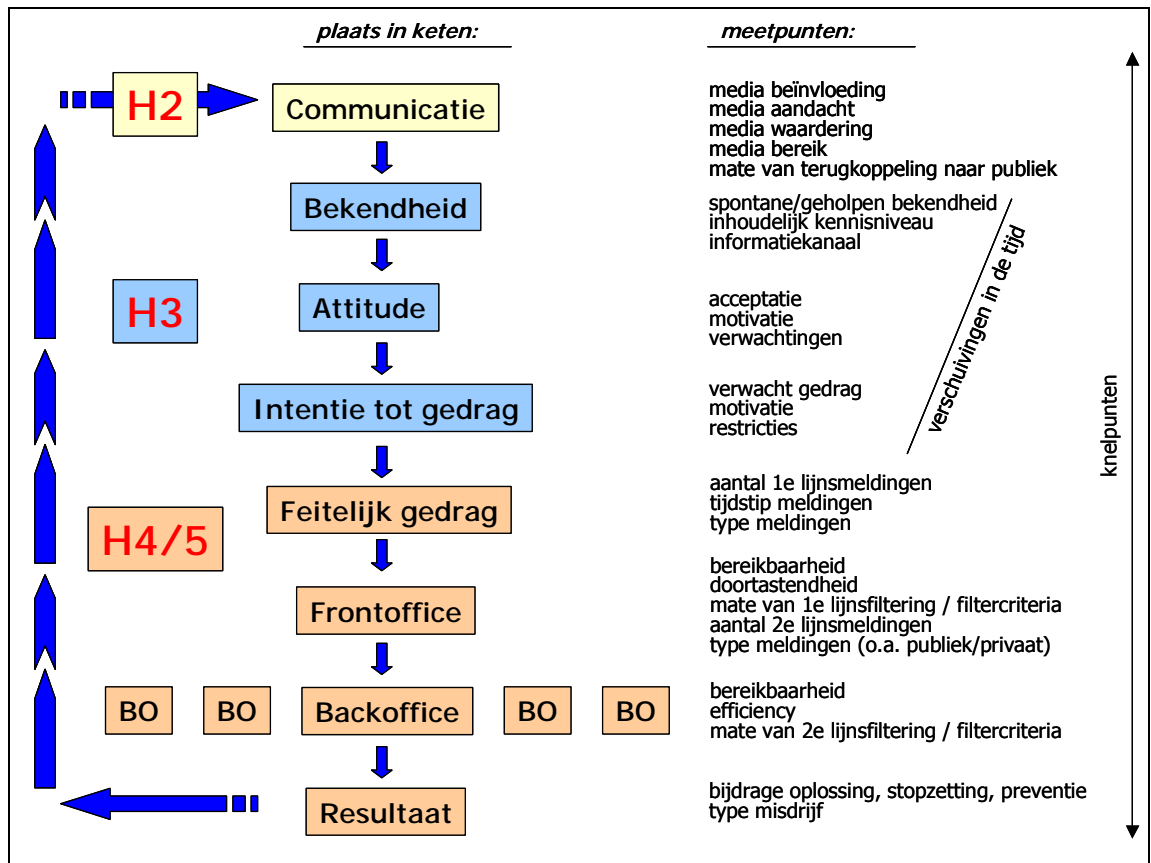 plaats in keten:
meetpunten:
H2
Communicatie
media beïnvloeding
media aandacht
media waardering
media bereik
mate van terugkoppeling naar publiek
Bekendheid
spontane/geholpen bekendheid
inhoudelijk kennisniveau
informatiekanaal
H3
Attitude
acceptatie
motivatie
verwachtingen
verschuivingen in de tijd
Intentie tot gedrag
verwacht gedrag
motivatie
restricties
knelpunten
H4/5
Feitelijk gedrag
aantal 1e lijnsmeldingen
tijdstip meldingen
type meldingen
Frontoffice
bereikbaarheid
doortastendheid
mate van 1e lijnsfiltering / filtercriteria
aantal 2e lijnsmeldingen
type meldingen (o.a. publiek/privaat)
BO
BO
Backoffice
BO
BO
bereikbaarheid
efficiency
mate van 2e lijnsfiltering / filtercriteria
Resultaat
bijdrage oplossing, stopzetting, preventie
type misdrijf